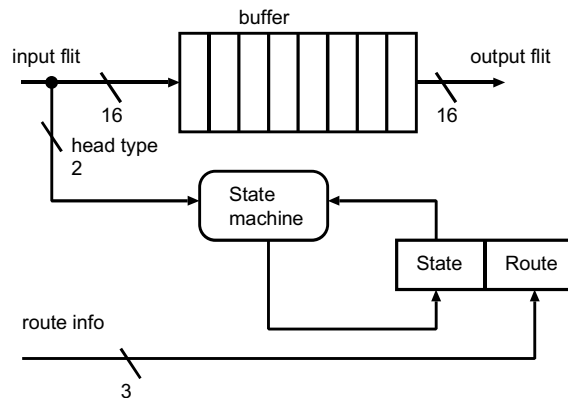 buffer
input flit
output flit
16
16
head type
2
State
machine
State
Route
route info
3